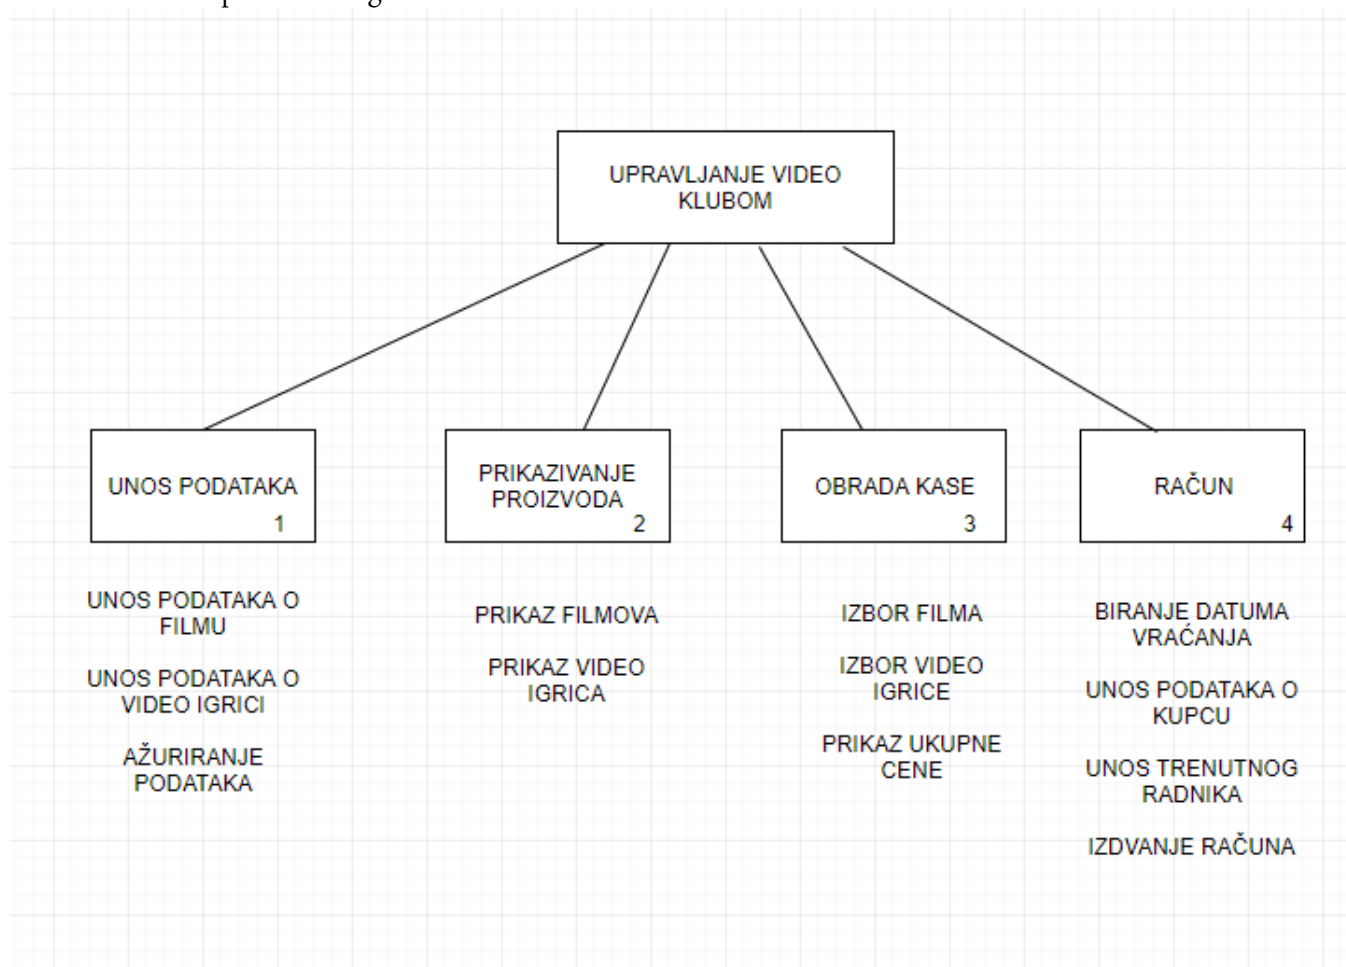 UPRAVLJANJE VIDEO
KLUBOM
UNOS PODATAKA
1
PRIKAZIVANJE
PROIZVODA
2
OBRADA KASE
3
RAČUN
4
UNOS PODATAKA O
FILMU
UNOS PODATAKA O
VIDEO IGRICI
AŽURIRANJE
PODATAKA
PRIKAZ FILMOVA
PRIKAZ VIDEO
IGRICA
IZBOR FILMA
IZBOR VIDEO
IGRICE
PRIKAZ UKUPNE
CENE
BIRANJE DATUMA
VRAĆANJA
UNOS PODATAKA O
KUPCU
UNOS TRENUTNOG
RADNIKA
IZDVANJE RAČUNA